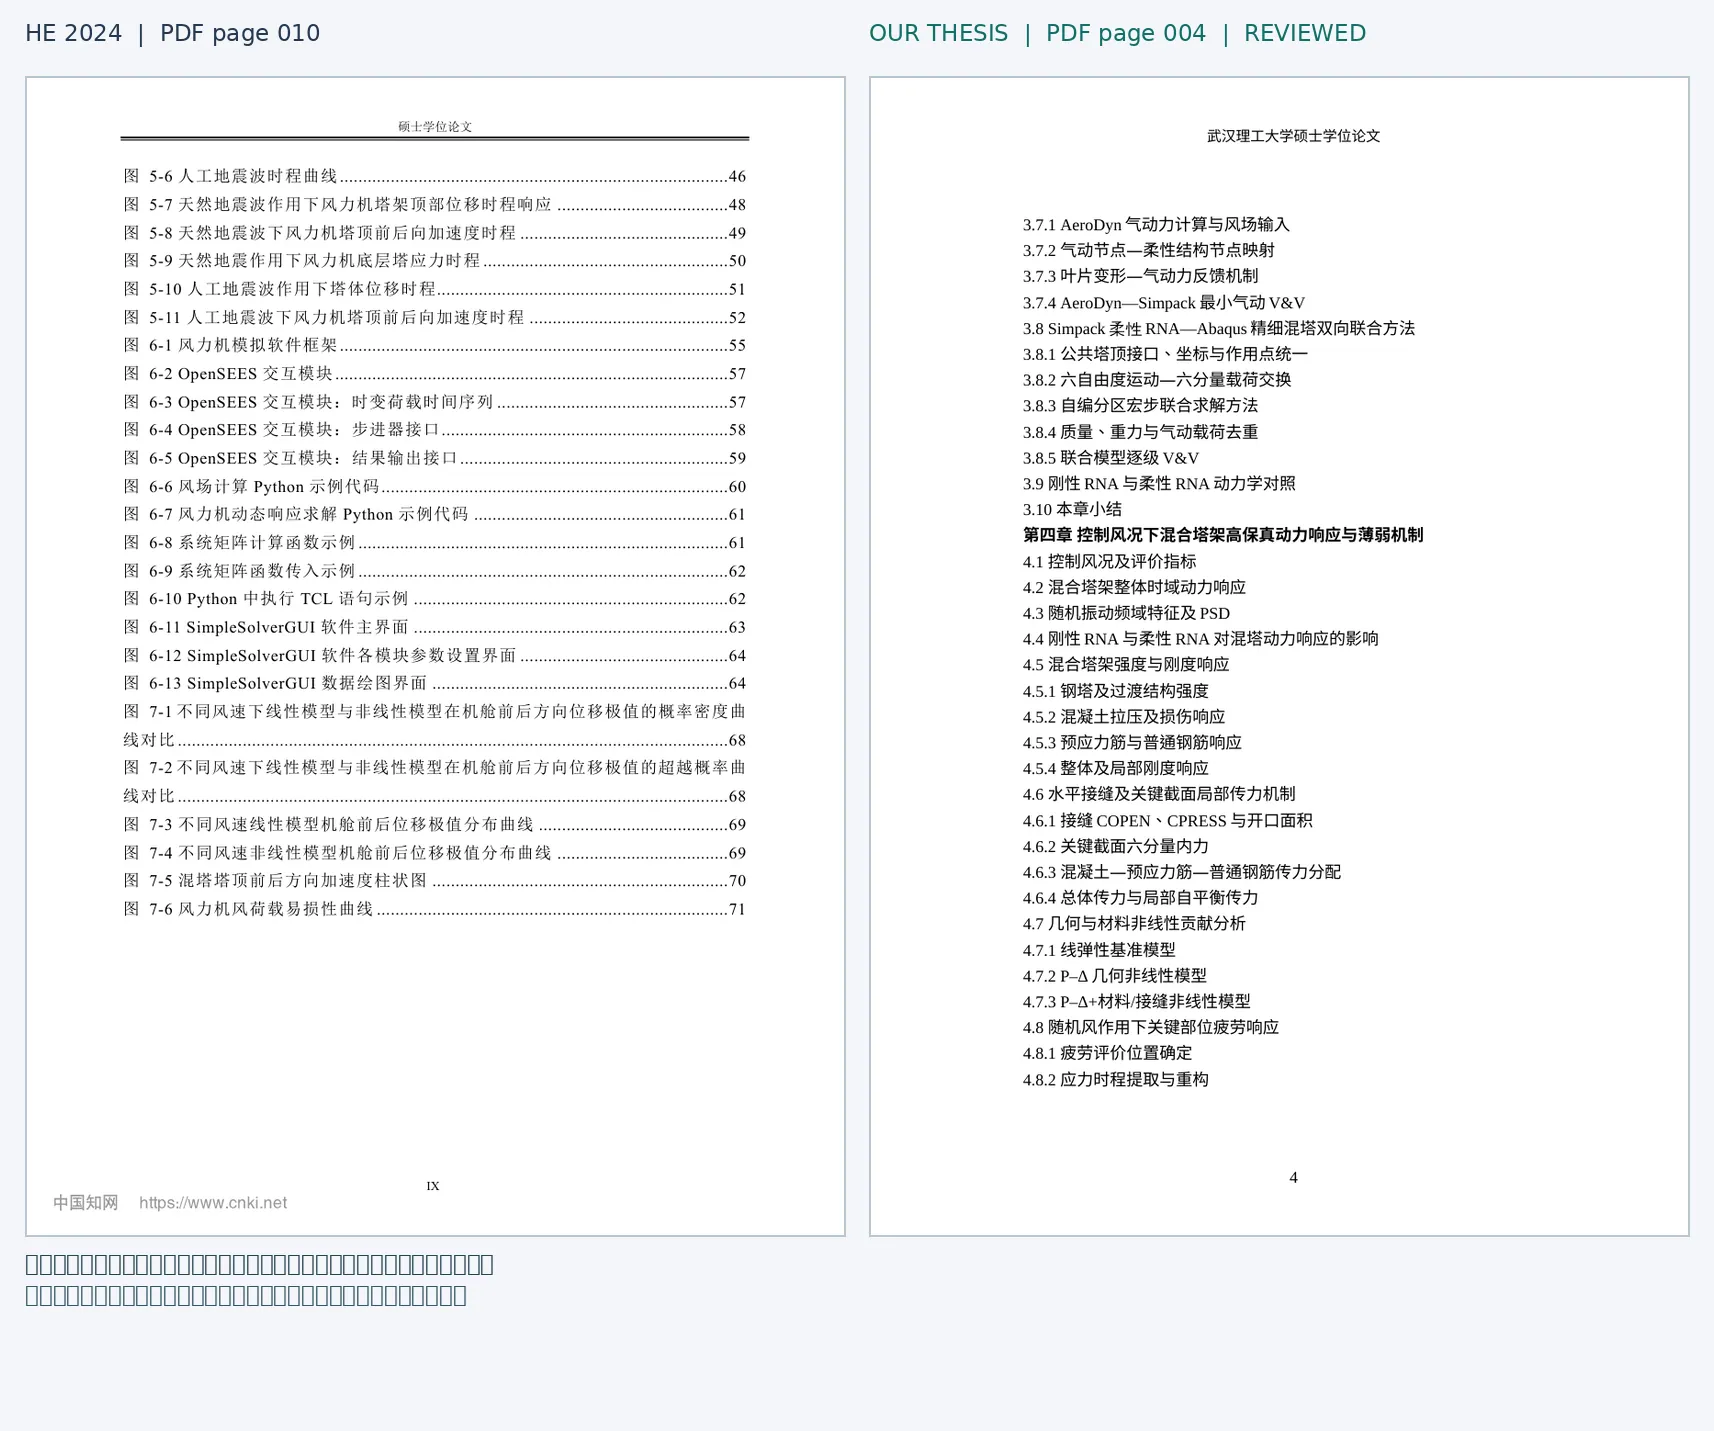 HE 2024 | PDF page 010
硕士学位论文
图 5-6 人工地震波时程曲线....................46
图 5-7 天然地震波作用下风力机塔架顶部位移时程响应....................48
图 5-8 天然地震波下风力机塔顶前后向加速度时程....................49
图 5-9 天然地震作用下风力机底层塔应力时程....................50
图 5-10 人工地震波作用下塔体位移时程....................51
图 5-11 人工地震波下风力机塔顶前后向加速度时程....................52
图 6-1 风力机模拟软件框架....................55
图 6-2 OpenSEES 交互模块....................57
图 6-3 OpenSEES 交互模块：时变荷载时间序列....................57
图 6-4 OpenSEES 交互模块：步进器接口....................58
图 6-5 OpenSEES 交互模块：结果输出接口....................59
图 6-6 风场计算 Python 示例代码....................60
图 6-7 风力机动态响应求解 Python 示例代码....................61
图 6-8 系统矩阵计算函数示例....................61
图 6-9 系统矩阵函数传入示例....................62
图 6-10 Python 中执行 TCL 语句示例....................62
图 6-11 SimpleSolverGUI 软件主界面....................63
图 6-12 SimpleSolverGUI 软件各模块参数设置界面....................64
图 6-13 SimpleSolverGUI 数据绘图界面....................64
图 7-1 不同风速下线性模型与非线性模型在机舱前后方向位移极值的概率密度曲
线对比....................68
图 7-2 不同风速下线性模型与非线性模型在机舱前后方向位移极值的超越概率曲
线对比....................68
图 7-3 不同风速线性模型机舱前后位移极值分布曲线....................69
图 7-4 不同风速非线性模型机舱前后位移极值分布曲线....................69
图 7-5 混塔塔顶前后方向加速度柱状图....................70
图 7-6 风力机风荷载易损性曲线....................71
IX
中国知网 https://www.cnki.net
OUR THESIS | PDF page 004 | REVIEWED
武汉理工大学硕士学位论文
3.7.1 AeroDyn 气动力计算与风场输入
3.7.2 气动节点—柔性结构节点映射
3.7.3 叶片变形—气动力反馈机制
3.7.4 AeroDyn—Simpack 最小气动 V&V
3.8 Simpack 柔性 RNA—Abaqus 精细混塔双向联合方法
3.8.1 公共塔顶接口、坐标与作用点统一
3.8.2 六自由度运动—六分量载荷交换
3.8.3 自编分区宏步联合求解方法
3.8.4 质量、重力与气动载荷去重
3.8.5 联合模型逐级 V&V
3.9 刚性 RNA 与柔性 RNA 动力学对照
3.10 本章小结
第四章 控制风况下混合塔架高保真动力响应与薄弱机制
4.1 控制风况及评价指标
4.2 混合塔架整体时域动力响应
4.3 随机振动频域特征及 PSD
4.4 刚性 RNA 与柔性 RNA 对混塔动力响应的影响
4.5 混合塔架强度与刚度响应
4.5.1 钢塔及过渡结构强度
4.5.2 混凝土拉压及损伤响应
4.5.3 预应力筋与普通钢筋响应
4.5.4 整体及局部刚度响应
4.6 水平接缝及关键截面局部传力机制
4.6.1 接缝 COPEN、CPRESS 与开口面积
4.6.2 关键截面六分量内力
4.6.3 混凝土—预应力筋—普通钢筋传力分配
4.6.4 总体传力与局部自平衡传力
4.7 几何与材料非线性贡献分析
4.7.1 线弹性基准模型
4.7.2 P–Δ 几何非线性模型
4.7.3 P–Δ+材料/接缝非线性模型
4.8 随机风作用下关键部位疲劳响应
4.8.1 疲劳评价位置确定
4.8.2 应力时程提取与重构
4